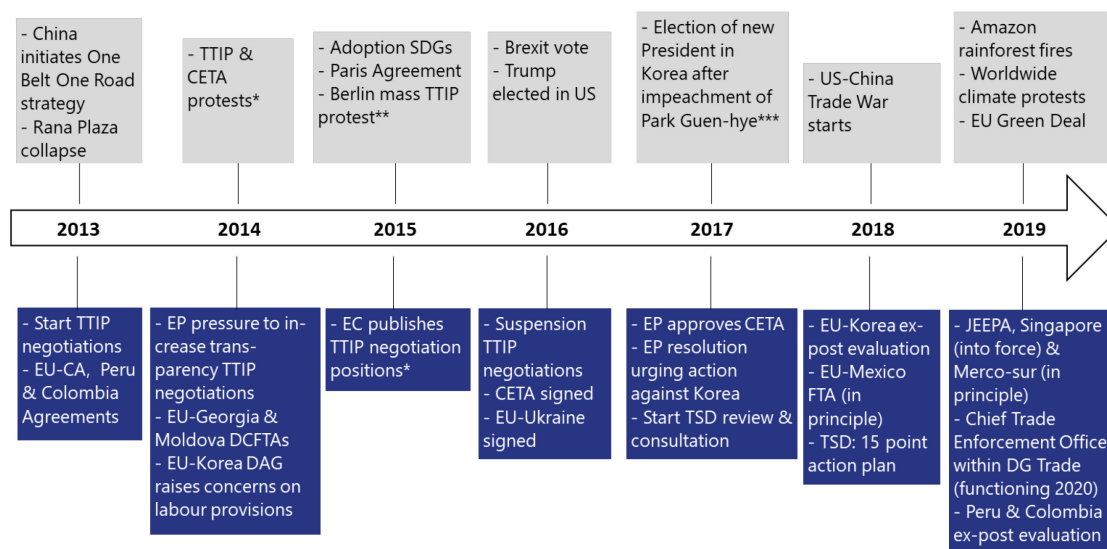 - China
initiates One
Belt One Road
strategy
- Rana Plaza
collapse
- TTIP &
CETA
protests*
- Adoption SDGs
- Paris Agreement
- Berlin mass TTIP
protest**
- Brexit vote
- Trump
elected in US
- Election of new
President in
Korea after
impeachment of
Park Guen-hye***
- US-China
Trade War
starts
- Amazon
rainforest fires
- Worldwide
climate protests
- EU Green Deal
2013
2014
2015
2016
2017
2018
2019
- Start TTIP
negotiations
- EU-CA, Peru
& Colombia
Agreements
- EP pressure to in-
crease trans-
parency TTIP
negotiations
- EU-Georgia &
Moldova DCFTAs
- EU-Korea DAG
raises concerns on
labour provisions
- EC publishes
TTIP negotiation
positions*
- Suspension
TTIP
negotiations
- CETA signed
- EU-Ukraine
signed
- EP approves CETA
- EP resolution
urging action
against Korea
- Start TSD review &
consultation
- EU-Korea ex-
post evaluation
- EU-Mexico
FTA (in
principle)
- TSD: 15 point
action plan
- JEEPA, Singapore
(into force) &
Merco-sur (in
principle)
- Chief Trade
Enforcement Office
within DG Trade
(functioning 2020)
- Peru & Colombia
ex-post evaluation